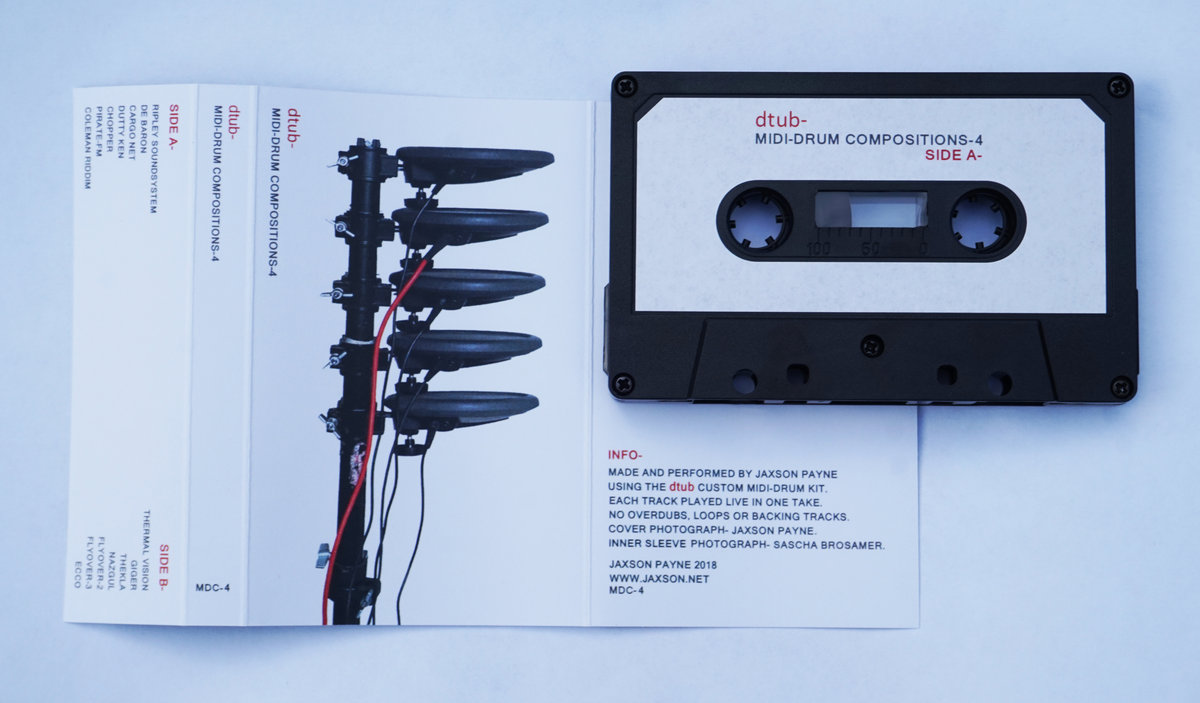 SIDE A-
RIPLEY SOUNDSYSTEM
DE BARON
CARGO NET
DUTTY KEN
CHOPPER
PIRATE-FM
COLEMAN RIDDIM
SIDE B-
THERMAL VISION
GIGER
THEKLA
NAZGUL
FLYOVER-2
FLYOVER-3
ECCO
dtub-
MIDI-DRUM COMPOSITIONS-4
MDC-4
dtub-
MIDI-DRUM COMPOSITIONS-4
dtub-
MIDI-DRUM COMPOSITIONS-4
SIDE A-
100 50 0
INFO-
MADE AND PERFORMED BY JAXSON PAYNE
USING THE dtub CUSTOM MIDI-DRUM KIT.
EACH TRACK PLAYED LIVE IN ONE TAKE.
NO OVERDUBS, LOOPS OR BACKING TRACKS.
COVER PHOTOGRAPH- JAXSON PAYNE.
INNER SLEEVE PHOTOGRAPH- SASCHA BROSAMER.
JAXSON PAYNE 2018
WWW.JAXSON.NET
MDC-4